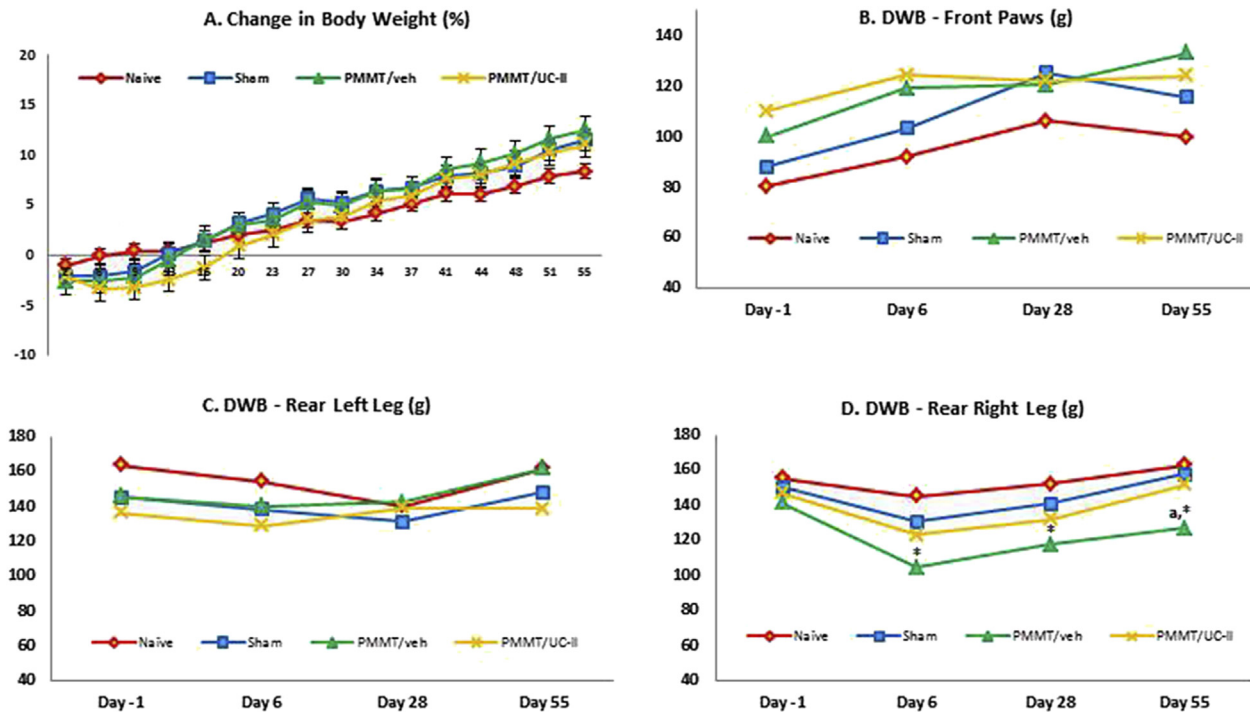 A. Change in Body Weight (%)
20
15
10
5
0
-5
-10
Naive Sham PMMT/veh PMMT/UC-II
20 23 27 30 34 37 41 44 48 51 55
B. DWB - Front Paws (g)
140
120
100
80
60
40
Naive Sham PMMT/veh PMMT/UC-II
Day -1 Day 6 Day 28 Day 55
C. DWB - Rear Left Leg (g)
180
160
140
120
100
80
60
40
Naive Sham PMMT/veh PMMT/UC-II
Day -1 Day 6 Day 28 Day 55
D. DWB - Rear Right Leg (g)
180
160
140
120
100
80
60
40
a,‡
‡
‡
Naive Sham PMMT/veh PMMT/UC-II
Day -1 Day 6 Day 28 Day 55